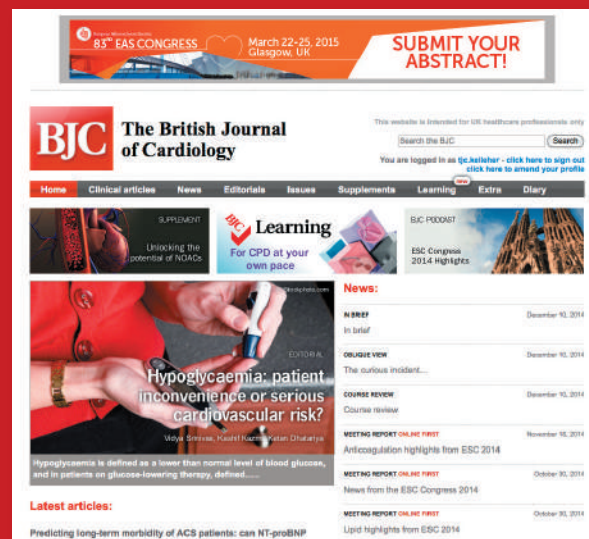 83RD EAS CONGRESS
March 22-25, 2015
Glasgow, UK
SUBMIT YOUR
ABSTRACT!
BJC
The British Journal
of Cardiology
This website is intended for UK healthcare professionals only
Search the BJC
Search
You are logged in as tjc.kelleher - click here to sign out
click here to amend your profile
Home Clinical articles News Editorials Issues Supplements Learning new Extra Diary
SUPPLEMENT
Unlocking the
potential of NOACs
BJC Learning
For CPD at your
own pace
BJC PODCAST
ESC Congress
2014 Highlights
EDITORIAL
Hypoglycaemia: patient
inconvenience or serious
cardiovascular risk?
Vidya Srinivas, Kashif Kazmi, Ketan Dhatariya
Hypoglycaemia is defined as a lower than normal level of blood glucose,
and in patients on glucose-lowering therapy, defined......
Latest articles:
Predicting long-term morbidity of ACS patients: can NT-proBNP
News:
IN BRIEF December 10, 2014
In brief
OBLIQUE VIEW December 10, 2014
The curious incident....
COURSE REVIEW December 10, 2014
Course review
MEETING REPORT ONLINE FIRST November 18, 2014
Anticoagulation highlights from ESC 2014
MEETING REPORT ONLINE FIRST October 30, 2014
News from the ESC Congress 2014
MEETING REPORT ONLINE FIRST October 30, 2014
Lipid highlights from ESC 2014